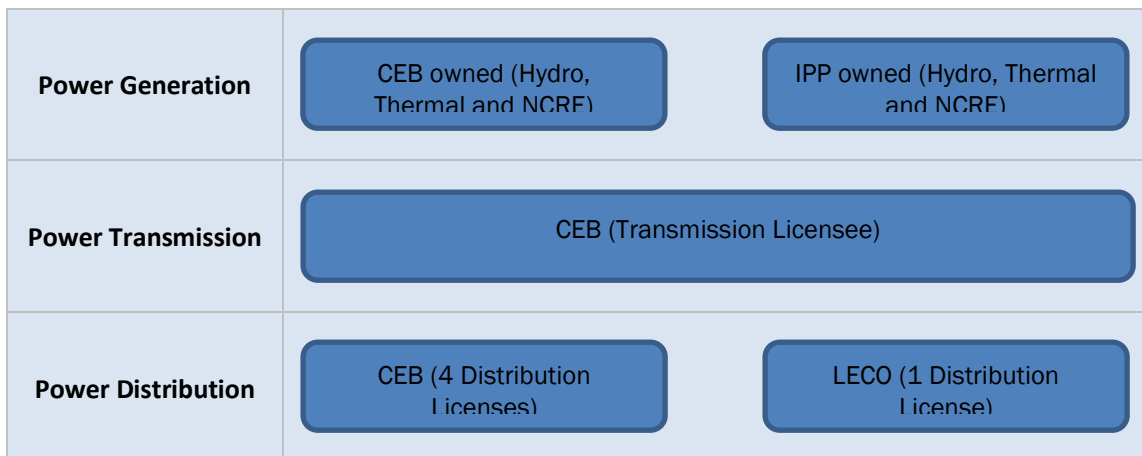 Power Generation
CEB owned (Hydro,
Thermal and NCRE)
IPP owned (Hydro, Thermal
and NCRE)
Power Transmission
CEB (Transmission Licensee)
Power Distribution
CEB (4 Distribution
Licenses)
LECO (1 Distribution
License)